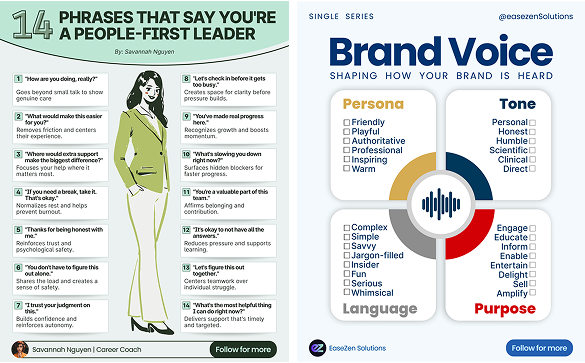 14 PHRASES THAT SAY YOU'RE
A PEOPLE-FIRST LEADER
By: Savannah Nguyen
1 "How are you doing, really?"
Goes beyond small talk to show
genuine care
2 "What would make this easier
for you?"
Removes friction and centers
their experience.
3 "Where would extra support
make the biggest difference?"
Focuses your help where it
matters most.
4 "If you need a break, take it.
That's okay."
Normalizes rest and helps
prevent burnout.
5 "Thanks for being honest with
me."
Reinforces trust and
psychological safety.
6 "You don't have to figure this
out alone."
Shares the load and creates a
sense of safety.
7 "I trust your judgment on
this."
Builds confidence and
reinforces autonomy.
8 "Let's check in before it gets
too busy."
Creates space for clarity before
pressure builds.
9 "You've made real progress
here."
Recognizes growth and boosts
momentum.
10 "What's slowing you down
right now?"
Surfaces hidden blockers for
faster progress.
11 "You're a valuable part of this
team."
Affirms belonging and
contribution.
12 "It's okay to not have all the
answers."
Reduces pressure and supports
learning.
13 "Let's figure this out
together."
Centers teamwork over
individual struggle.
14 "What's the most helpful thing
I can do right now?"
Delivers support that's timely
and targeted.
Savannah Nguyen | Career Coach
Follow for more
SINGLE SERIES
@easezenSolutions
Brand Voice
SHAPING HOW YOUR BRAND IS HEARD
Persona
Friendly
Playful
Authoritative
Professional
Inspiring
Warm
Tone
Personal
Honest
Humble
Scientific
Clinical
Direct
Complex
Simple
Savvy
Jargon-filled
Insider
Fun
Serious
Whimsical
Language
Engage
Educate
Inform
Enable
Entertain
Delight
Sell
Amplify
Purpose
EaseZen Solutions
Follow for more